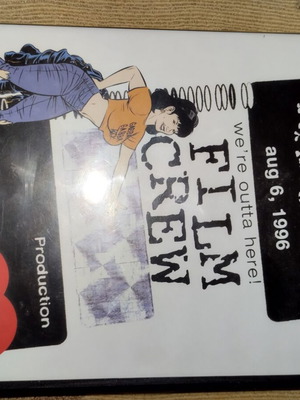 aug 6, 1996
we're outta here!
FILM
CREW
Production